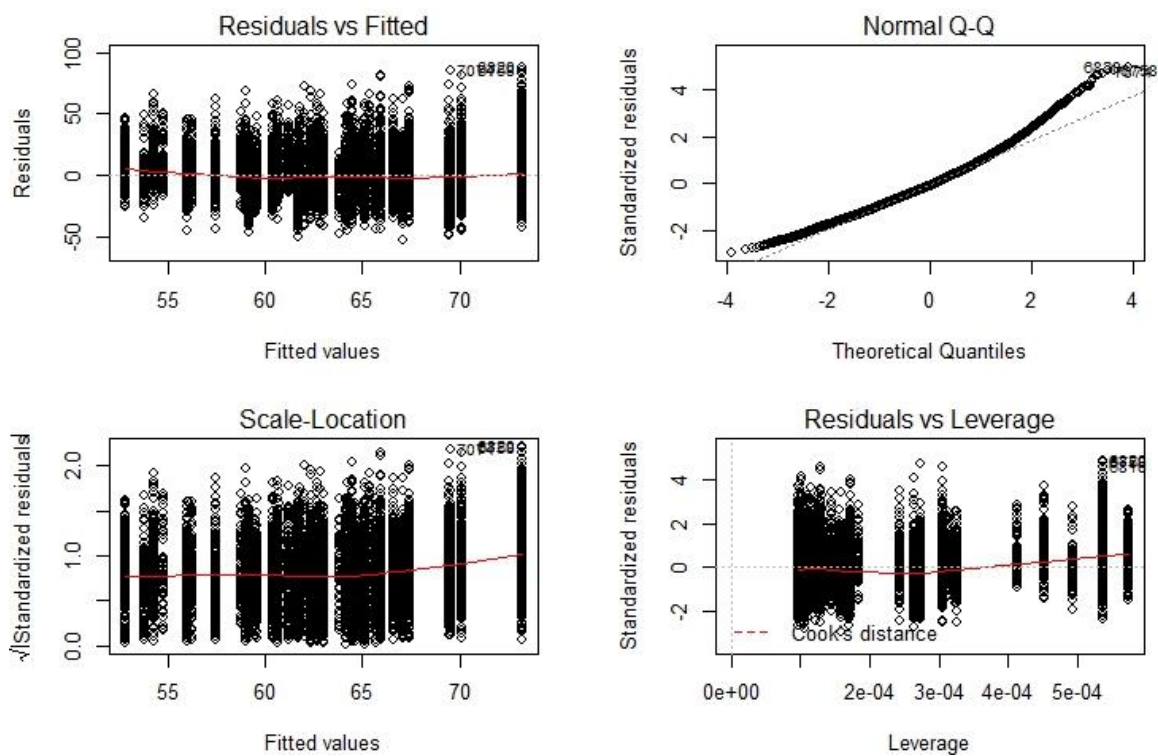 Residuals vs Fitted
Residuals
100
50
0
-50
55 60 65 70
Fitted values
Normal Q-Q
Standardized residuals
4
2
0
-2
-4 -2 0 2 4
Theoretical Quantiles
Scale-Location
√|Standardized residuals
2.0
1.0
0.0
55 60 65 70
Fitted values
Residuals vs Leverage
Standardized residuals
4
2
0
-2
Cook's distance
0e+00 2e-04 3e-04 4e-04 5e-04
Leverage